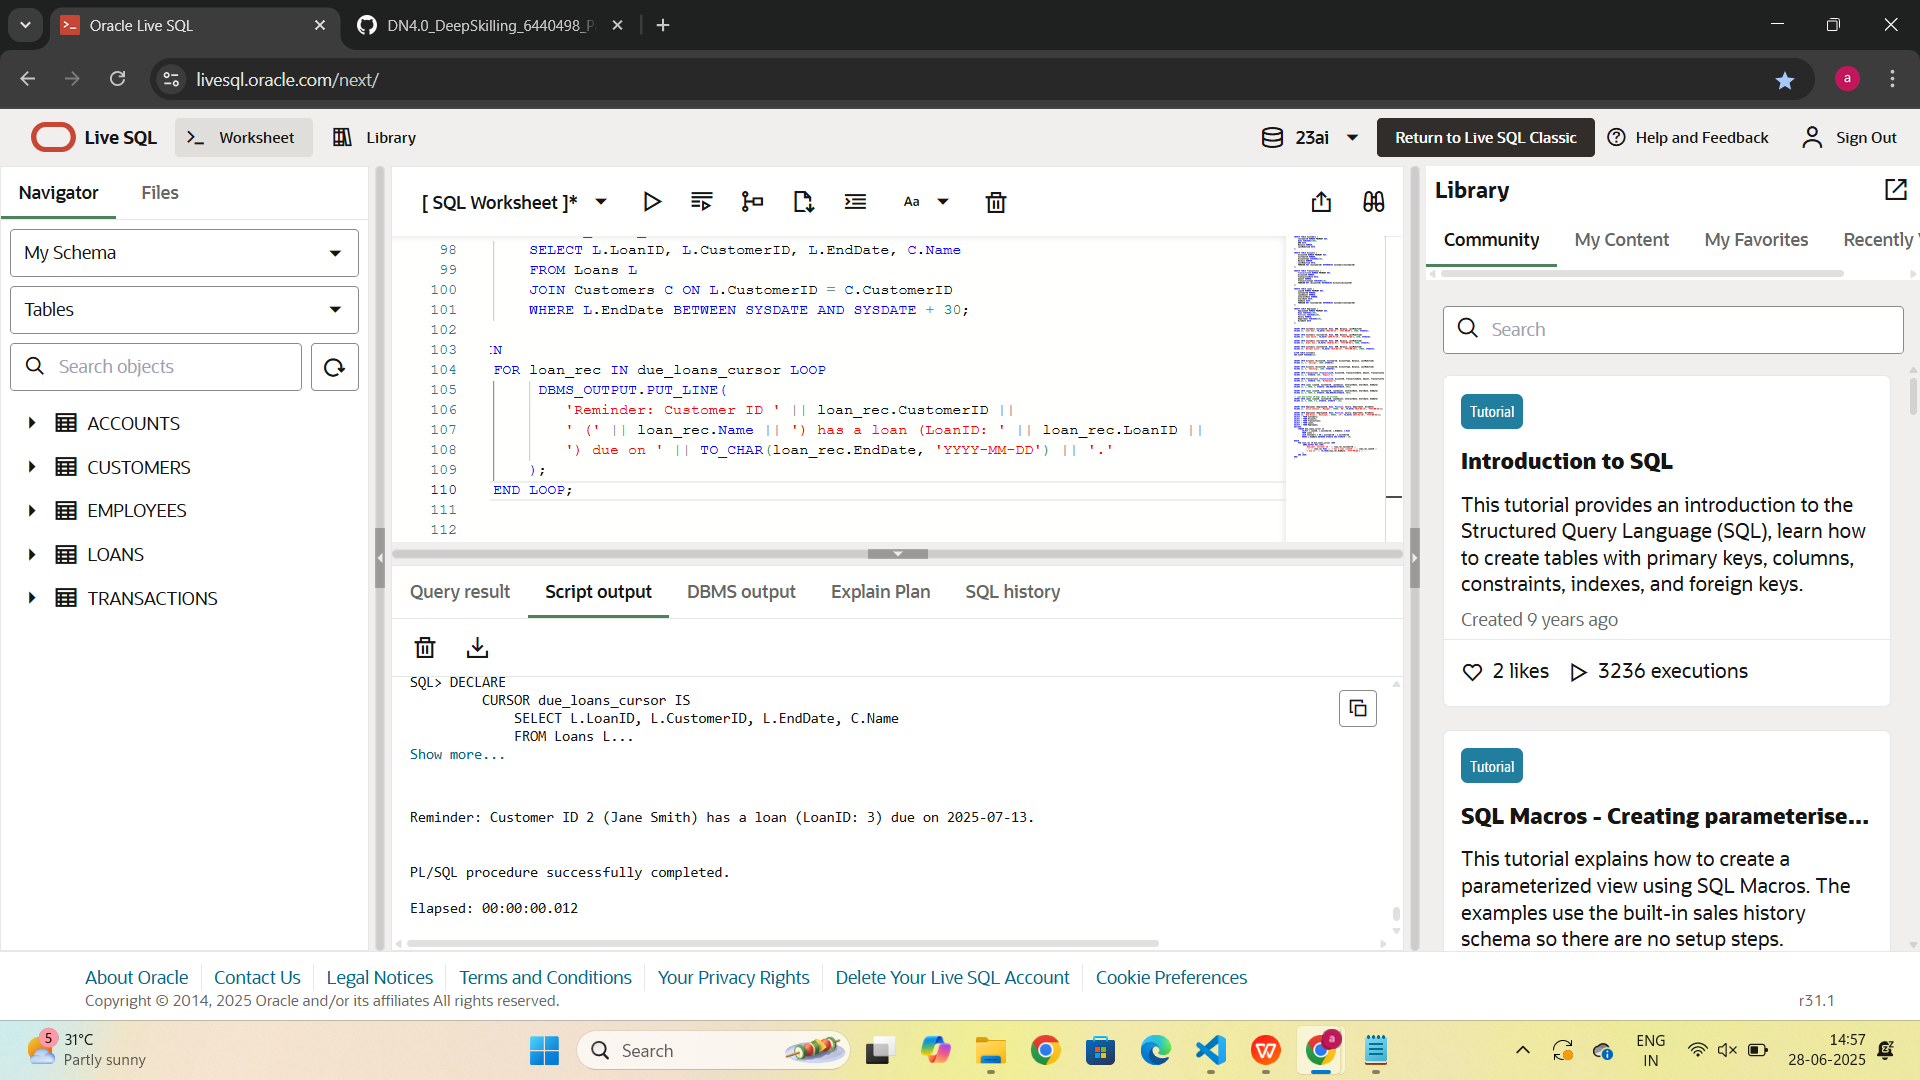 Oracle Live SQL
DN4.0_DeepSkilling_6440498_P
livesql.oracle.com/next/
a
Live SQL
Worksheet
Library
23ai
Return to Live SQL Classic
Help and Feedback
Sign Out
Navigator
Files
My Schema
Tables
Search objects
ACCOUNTS
CUSTOMERS
EMPLOYEES
LOANS
TRANSACTIONS
[ SQL Worksheet ]*
Aa
98 SELECT L.LoanID, L.CustomerID, L.EndDate, C.Name
99 FROM Loans L
100 JOIN Customers C ON L.CustomerID = C.CustomerID
101 WHERE L.EndDate BETWEEN SYSDATE AND SYSDATE + 30;
102
103 IN
104 FOR loan_rec IN due_loans_cursor LOOP
105 DBMS_OUTPUT.PUT_LINE(
106 'Reminder: Customer ID ' || loan_rec.CustomerID ||
107 ' (' || loan_rec.Name || ') has a loan (LoanID: ' || loan_rec.LoanID ||
108 ') due on ' || TO_CHAR(loan_rec.EndDate, 'YYYY-MM-DD') || '.'
109 );
110 END LOOP;
111
112
Query result
Script output
DBMS output
Explain Plan
SQL history
SQL> DECLARE
CURSOR due_loans_cursor IS
SELECT L.LoanID, L.CustomerID, L.EndDate, C.Name
FROM Loans L...
Show more...
Reminder: Customer ID 2 (Jane Smith) has a loan (LoanID: 3) due on 2025-07-13.
PL/SQL procedure successfully completed.
Elapsed: 00:00:00.012
Library
Community
My Content
My Favorites
Recently
Search
Tutorial
Introduction to SQL
This tutorial provides an introduction to the
Structured Query Language (SQL), learn how
to create tables with primary keys, columns,
constraints, indexes, and foreign keys.
Created 9 years ago
2 likes
3236 executions
Tutorial
SQL Macros - Creating parameterise...
This tutorial explains how to create a
parameterized view using SQL Macros. The
examples use the built-in sales history
schema so there are no setup steps.
About Oracle
Contact Us
Legal Notices
Terms and Conditions
Your Privacy Rights
Delete Your Live SQL Account
Cookie Preferences
Copyright © 2014, 2025 Oracle and/or its affiliates All rights reserved.
r31.1
5
31°C
Partly sunny
Search
a
ENG
IN
14:57
28-06-2025